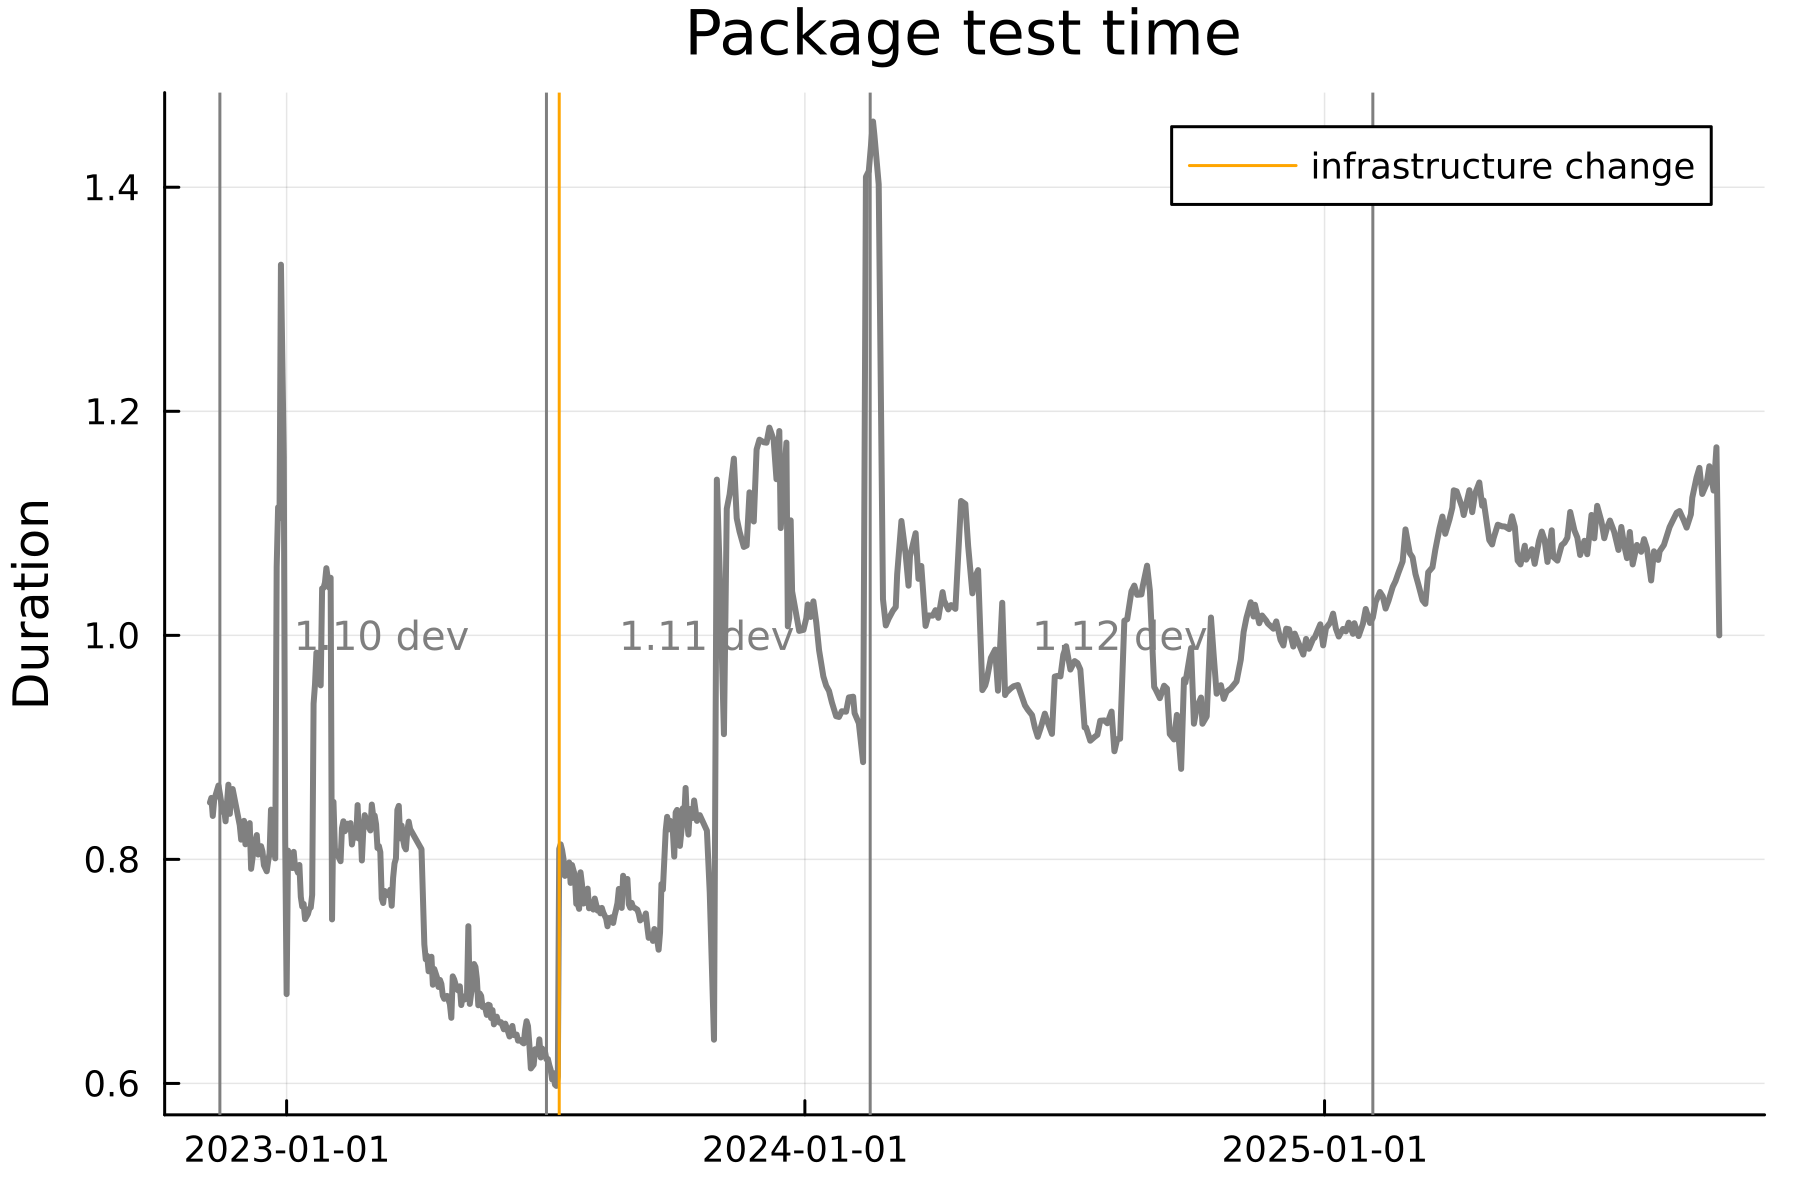 Package test time
infrastructure change
Duration
1.4
1.2
1.0
0.8
0.6
1.10 dev
1.11 dev
1.12 dev
2023-01-01
2024-01-01
2025-01-01